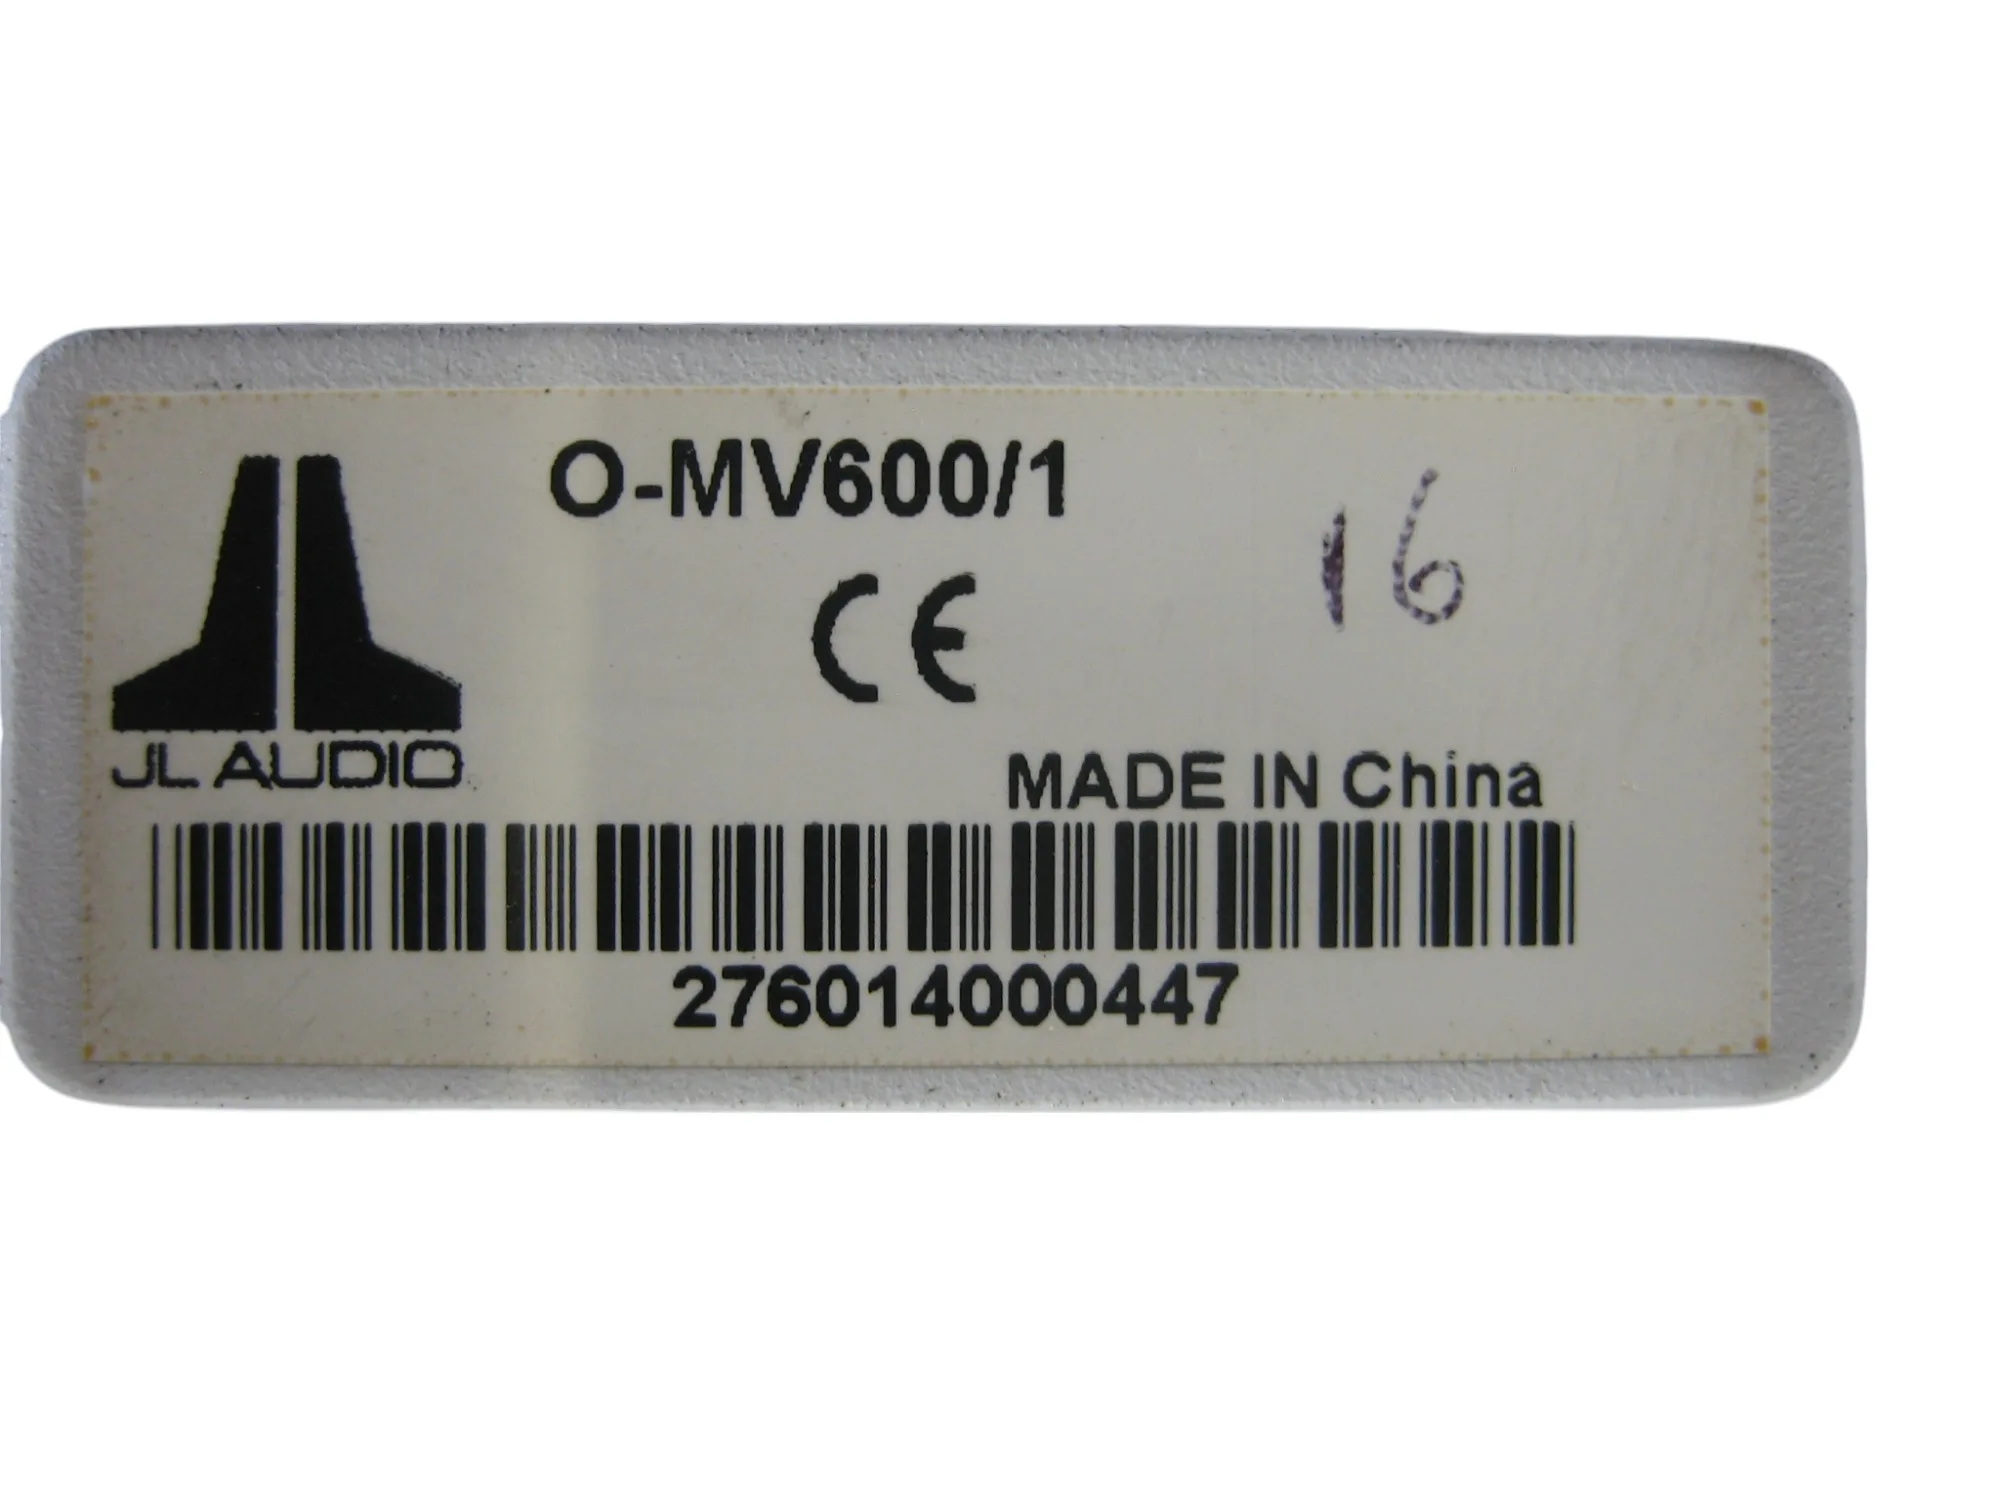 O-MV600/1
16
CE
JL AUDIO
MADE IN China
276014000447